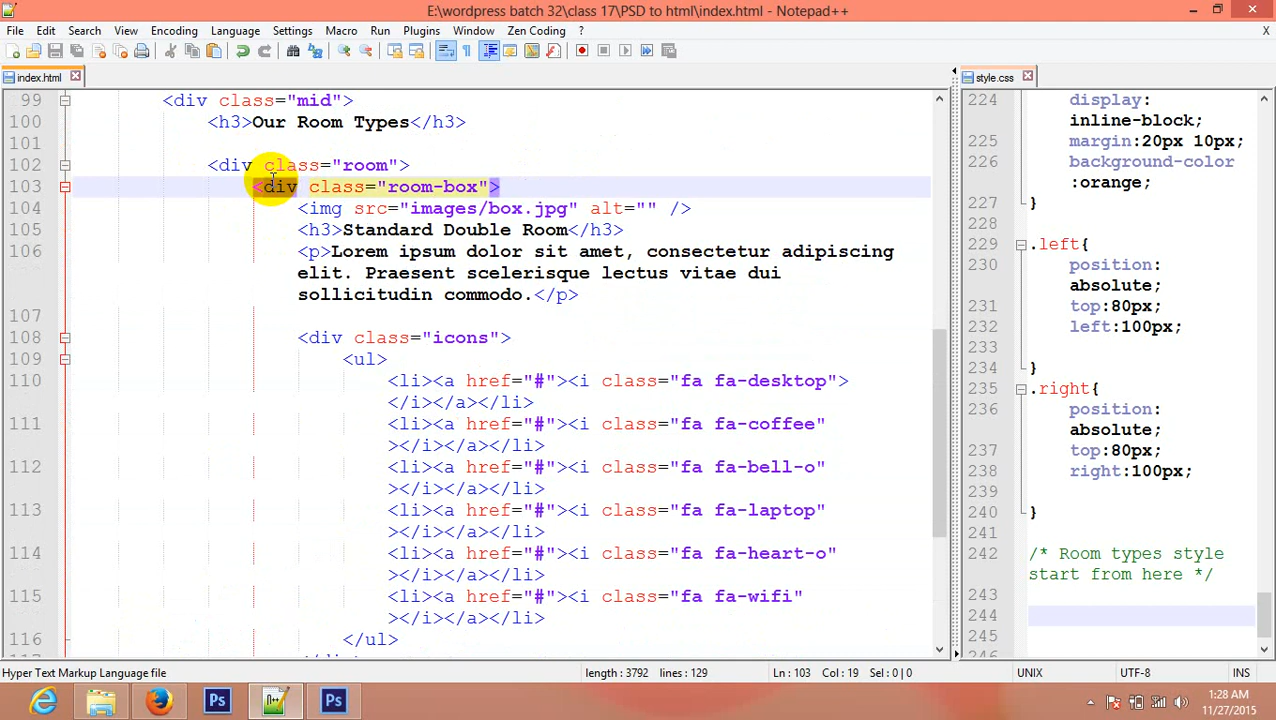 E:\wordpress batch 32\class 17\PSD to html\index.html - Notepad++
File Edit Search View Encoding Language Settings Macro Run Plugins Window Zen Coding ? X
index.html
99 <div class="mid">
100 <h3>Our Room Types</h3>
101
102 <div class="room">
103 <div class="room-box">
104 <img src="images/box.jpg" alt="" />
105 <h3>Standard Double Room</h3>
106 <p>Lorem ipsum dolor sit amet, consectetur adipiscing
elit. Praesent scelerisque lectus vitae dui
sollicitudin commodo.</p>
107
108 <div class="icons">
109 <ul>
110 <li><a href="#"><i class="fa fa-desktop">
</i></a></li>
111 <li><a href="#"><i class="fa fa-coffee"
></i></a></li>
112 <li><a href="#"><i class="fa fa-bell-o"
></i></a></li>
113 <li><a href="#"><i class="fa fa-laptop"
></i></a></li>
114 <li><a href="#"><i class="fa fa-heart-o"
></i></a></li>
115 <li><a href="#"><i class="fa fa-wifi"
></i></a></li>
116 </ul>
style.css
224 display:
inline-block;
225 margin:20px 10px;
226 background-color
:orange;
227 }
228
229 .left{
230 position:
absolute;
231 top:80px;
232 left:100px;
233
234 }
235 .right{
236 position:
absolute;
237 top:80px;
238 right:100px;
239
240 }
241
242 /* Room types style
start from here */
243
244
245
246
Hyper Text Markup Language file length : 3792 lines : 129 Ln : 103 Col : 19 Sel : 0 | 0 UNIX UTF-8 INS
Ps Ps
1:28 AM
11/27/2015